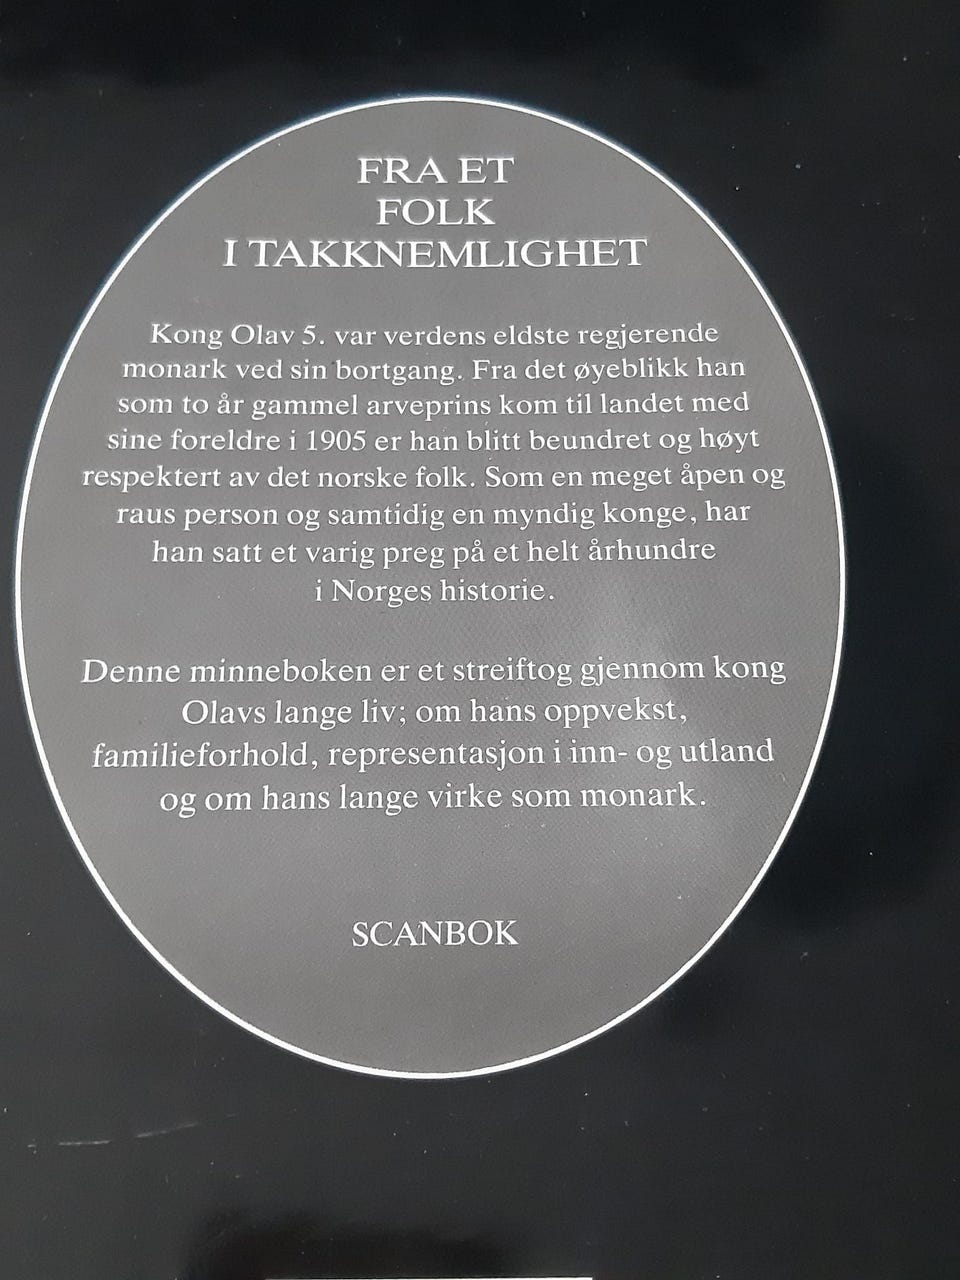 FRA ET
FOLK
I TAKKNEMLIGHET
Kong Olav 5. var verdens eldste regjerende
monark ved sin bortgang. Fra det øyeblikk han
som to år gammel arveprins kom til landet med
sine foreldre i 1905 er han blitt beundret og høyt
respektert av det norske folk. Som en meget åpen og
raus person og samtidig en myndig konge, har
han satt et varig preg på et helt århundre
i Norges historie.
Denne minneboken er et streiftog gjennom kong
Olavs lange liv; om hans oppvekst,
familieforhold, representasjon i inn- og utland
og om hans lange virke som monark.
SCANBOK